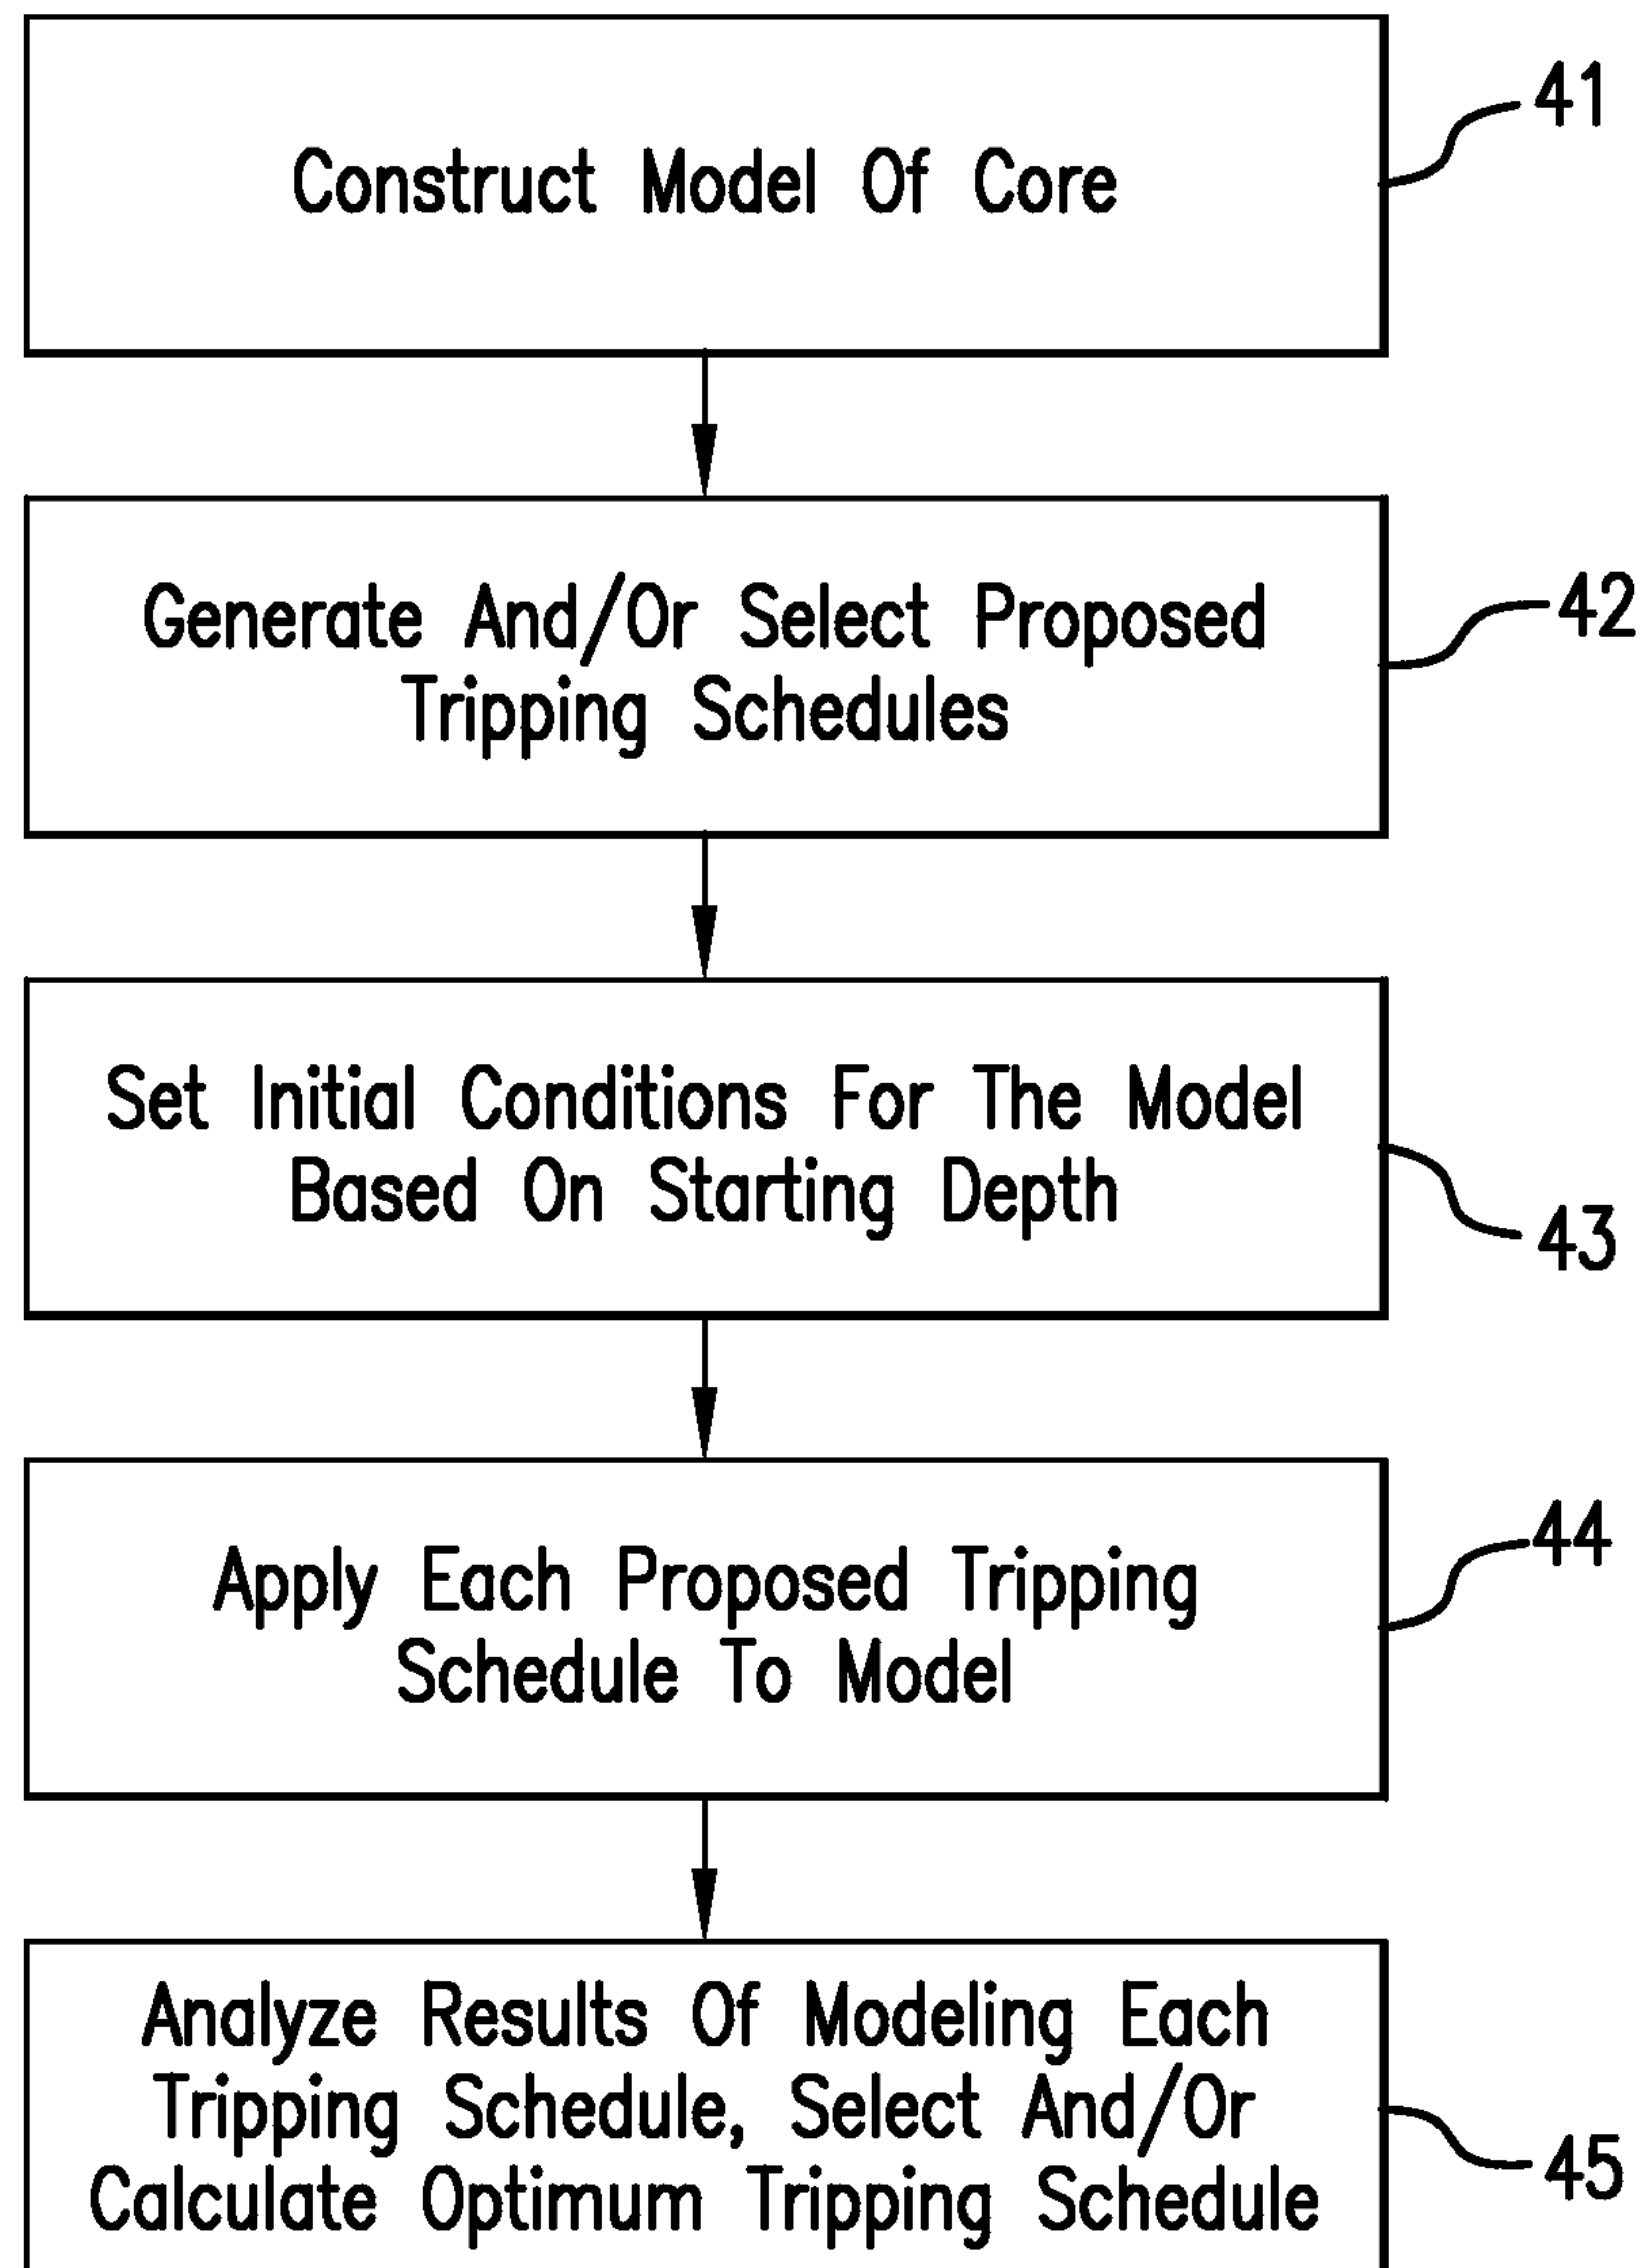 Construct Model Of Core
41
Generate And/Or Select Proposed
Tripping Schedules
42
Set Initial Conditions For The Model
Based On Starting Depth
43
Apply Each Proposed Tripping
Schedule To Model
44
Analyze Results Of Modeling Each
Tripping Schedule, Select And/Or
Calculate Optimum Tripping Schedule
45